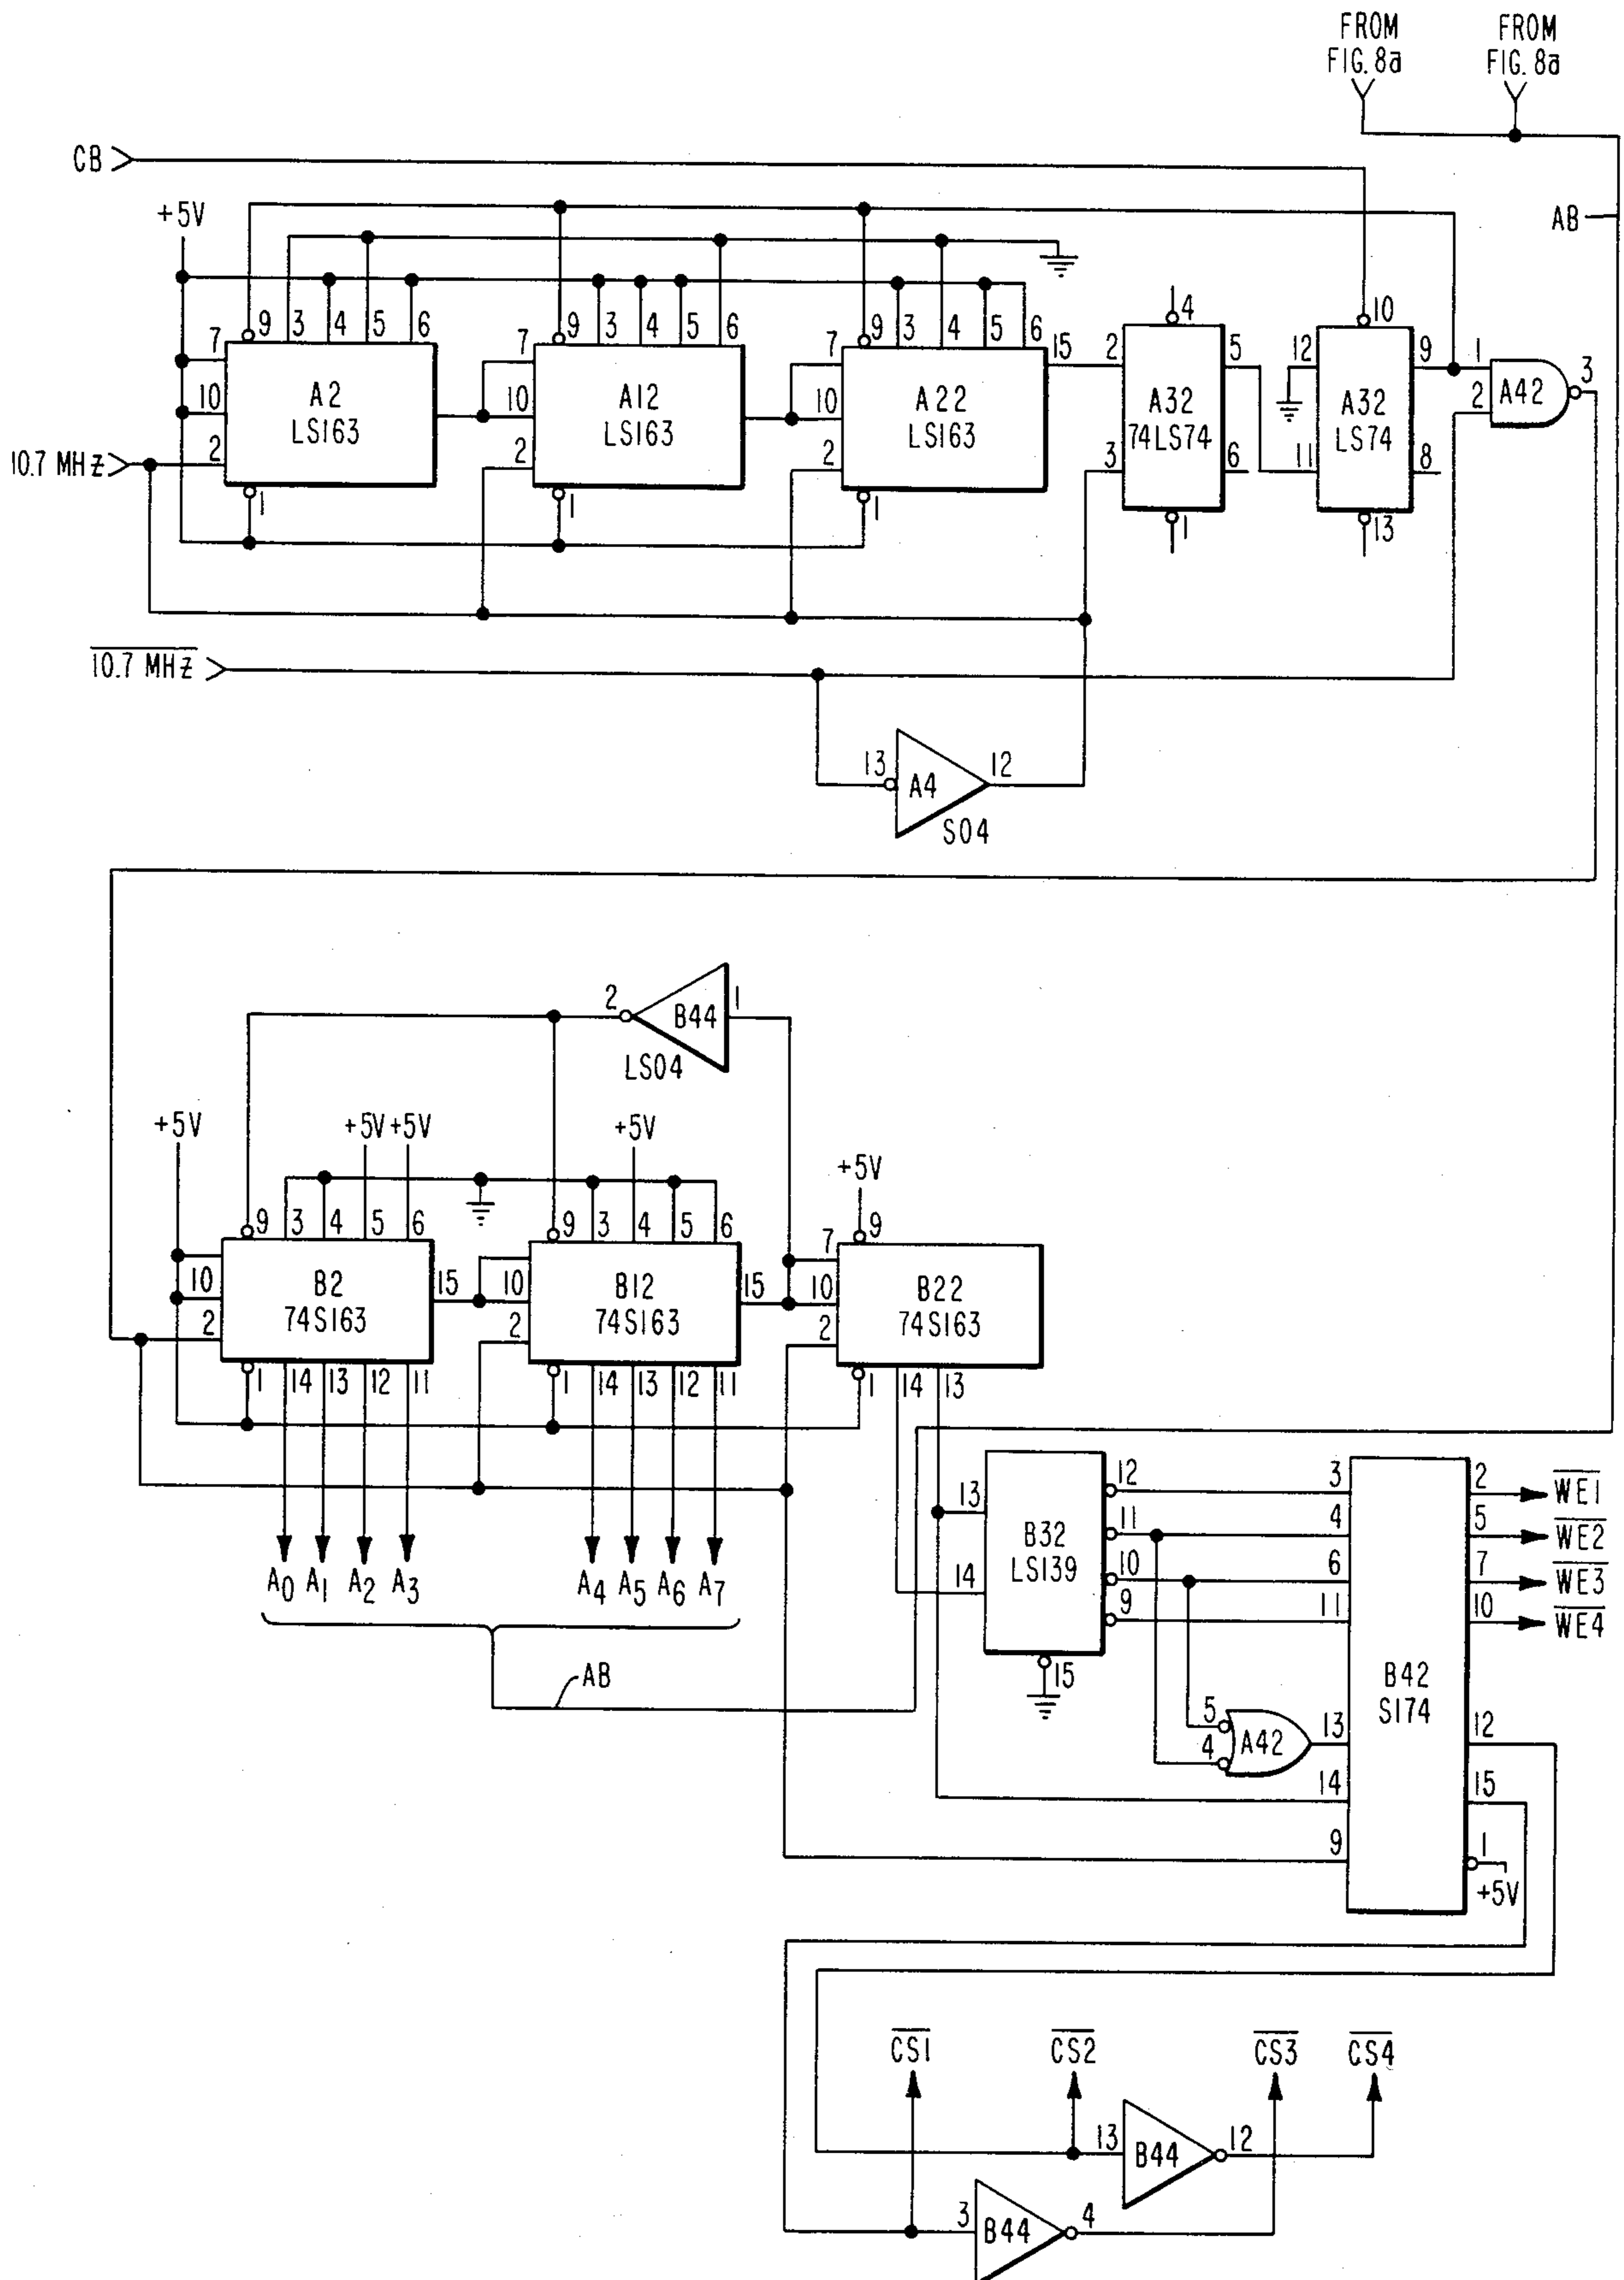 FROM FROM
FIG. 8a FIG. 8a
CB
+5V
AB
9 3 4 5 6 9 3 4 5 6 9 3 4 5 6 15 4 10
7 7 7 2 5 12 9 1 3
10 A2 10 A12 10 A22 A32 A32 A42
LS163 LS163 LS163 74LS74 LS74 2
10.7 MHz 2 2 2 3 6 11 8
1 1 1 1 13
10.7 MHz
13 A4 12
S04
2 B44 1
LS04
+5V +5V +5V +5V +5V
9 3 4 5 6 9 3 4 5 6 7 9
10 B2 15 10 B12 15 10 B22
2 74S163 2 74S163 2 74S163
1 14 13 12 11 1 14 13 12 11 1 14 13
A0 A1 A2 A3 A4 A5 A6 A7
AB
13 B32 12 3 2 WE1
LS139 11 4 5 WE2
14 10 6 7 WE3
9 11 10 WE4
15 B42
S174
5 A42 13 12
4
14 15
9 1
+5V
CS1 CS2 CS3 CS4
13 B44 12
3 B44 4